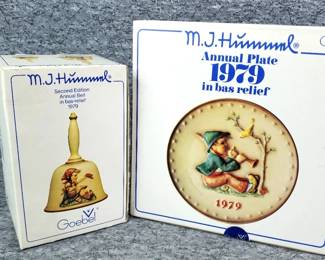 M.J.Hummel®
Second Edition
Annual Bell
in bas relief
1979
Goebel
M.J.Hummel®
Annual Plate
1979
in bas relief
1979